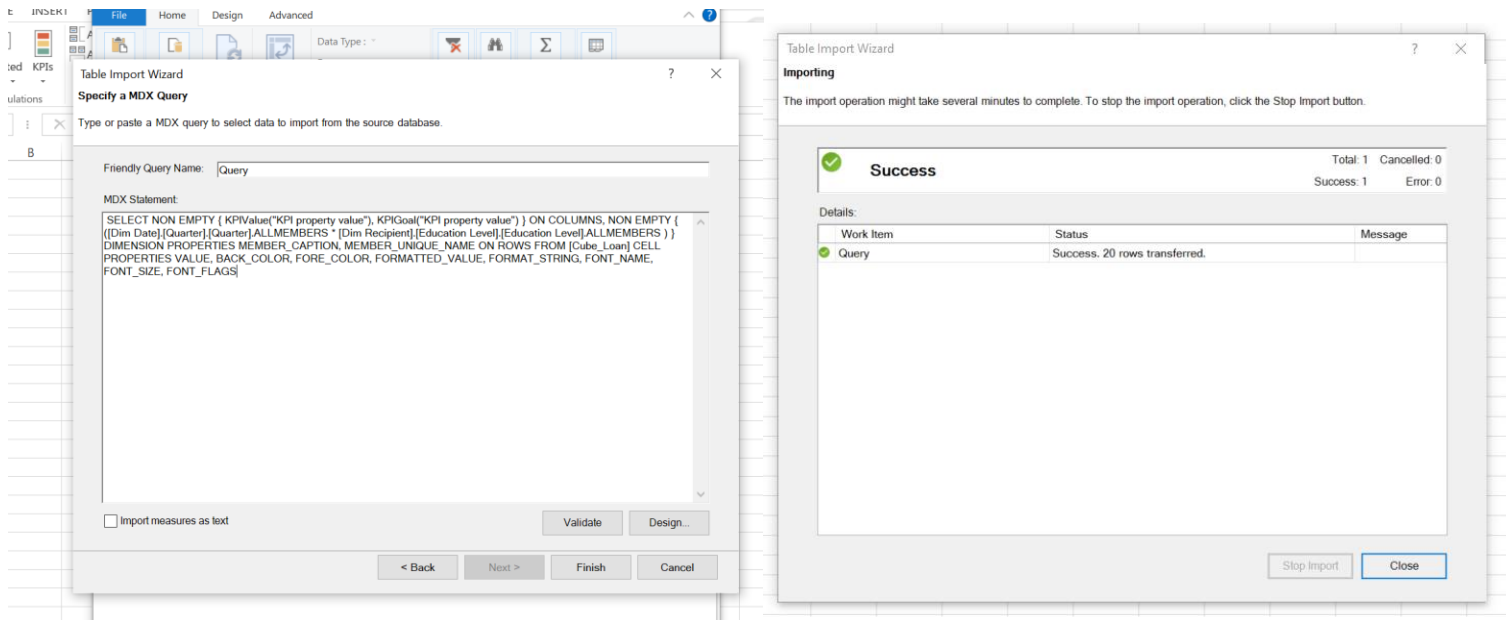 INSERT
File Home Design Advanced
KPIs
Data Type :
ulations
B
Table Import Wizard
Specify a MDX Query
Type or paste a MDX query to select data to import from the source database.
Friendly Query Name: Query
MDX Statement:
SELECT NON EMPTY { KPIValue("KPI property value"), KPIGoal("KPI property value") } ON COLUMNS, NON EMPTY {
([Dim Date].[Quarter].[Quarter].ALLMEMBERS * [Dim Recipient].[Education Level].[Education Level].ALLMEMBERS ) }
DIMENSION PROPERTIES MEMBER_CAPTION, MEMBER_UNIQUE_NAME ON ROWS FROM [Cube_Loan] CELL
PROPERTIES VALUE, BACK_COLOR, FORE_COLOR, FORMATTED_VALUE, FORMAT_STRING, FONT_NAME,
FONT_SIZE, FONT_FLAGS
Import measures as text
Validate Design...
< Back Next > Finish Cancel
Table Import Wizard
Importing
The import operation might take several minutes to complete. To stop the import operation, click the Stop Import button.
Success
Total: 1 Cancelled: 0
Success: 1 Error: 0
Details:
Work Item Status Message
Query Success. 20 rows transferred.
Stop Import Close